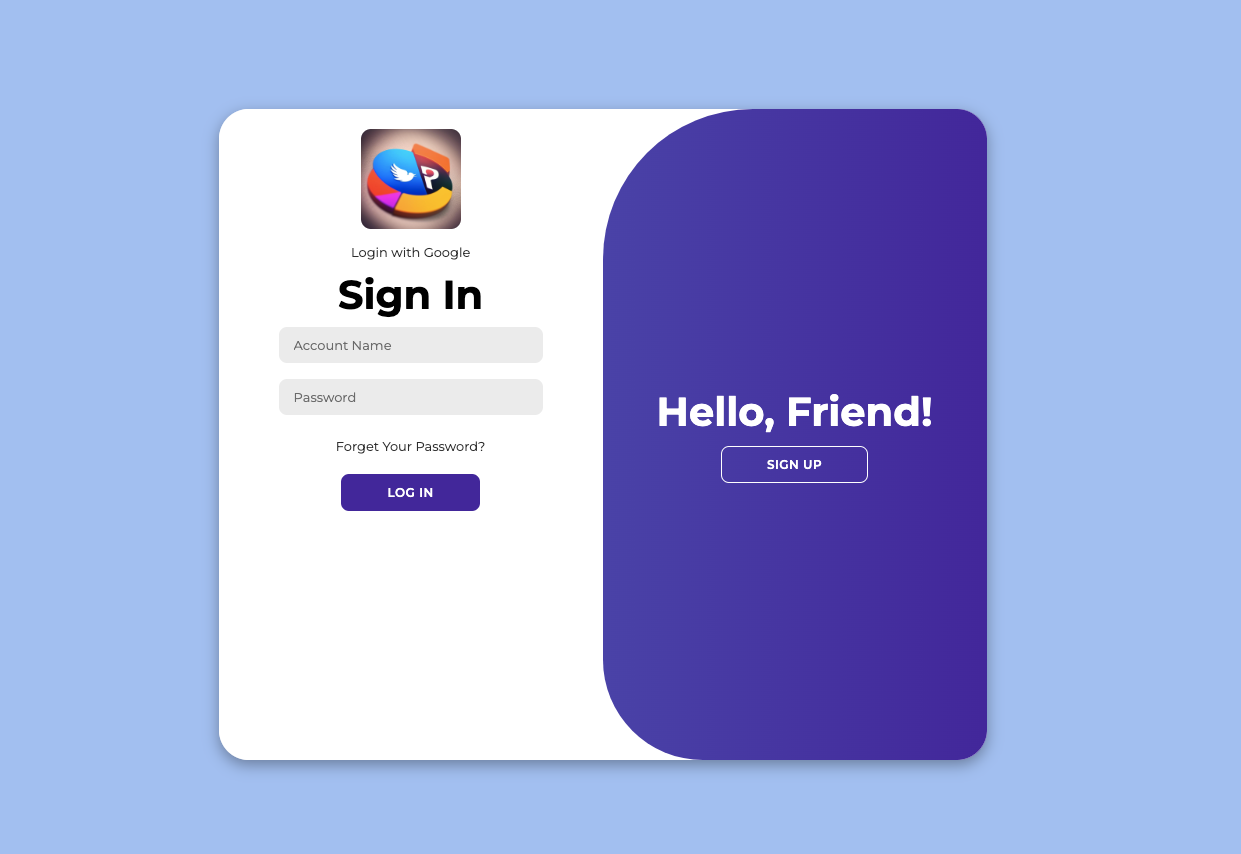 P
Login with Google
Sign In
Account Name
Password
Forget Your Password?
LOG IN
Hello, Friend!
SIGN UP